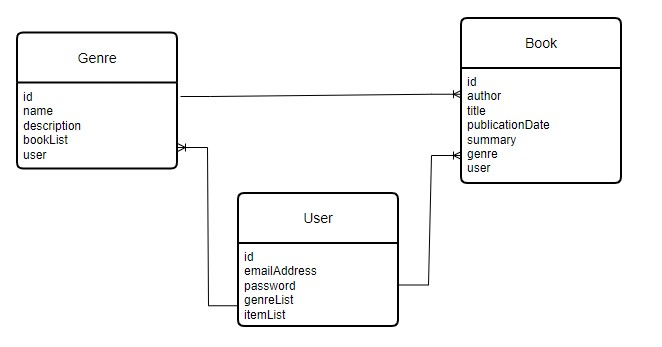 Genre
id
name
description
bookList
user
Book
id
author
title
publicationDate
summary
genre
user
User
id
emailAddress
password
genreList
itemList